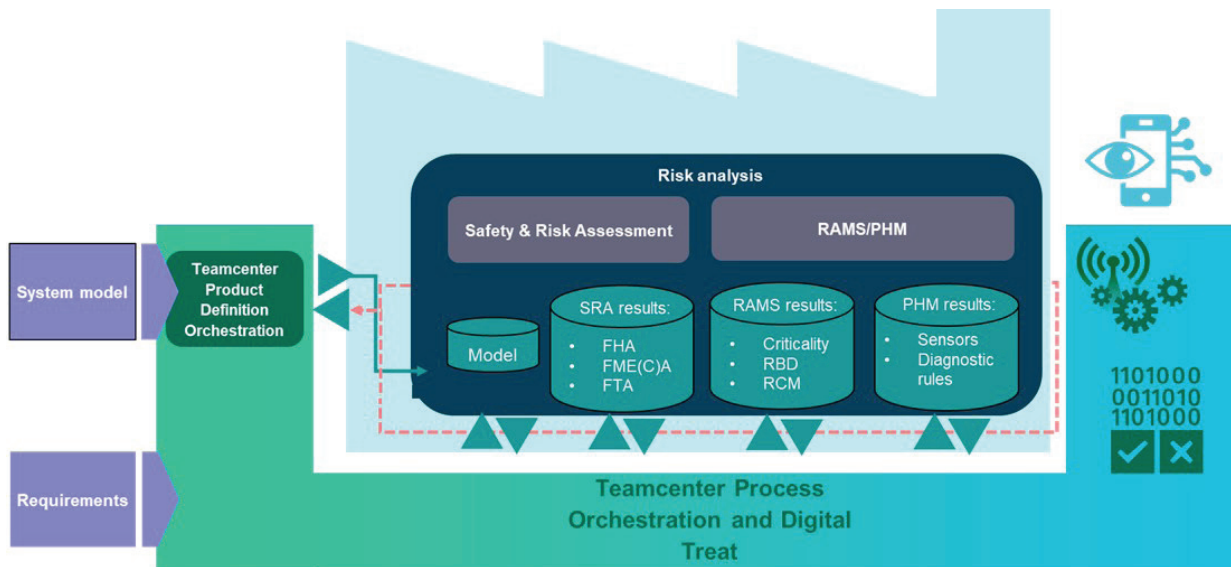 Risk analysis
Safety & Risk Assessment
RAMS/PHM
System model
Teamcenter
Product
Definition
Orchestration
Model
SRA results:
• FHA
• FME(C)A
• FTA
RAMS results:
• Criticality
• RBD
• RCM
PHM results:
• Sensors
• Diagnostic
rules
1101000
0011010
1101000
Requirements
Teamcenter Process
Orchestration and Digital
Treat